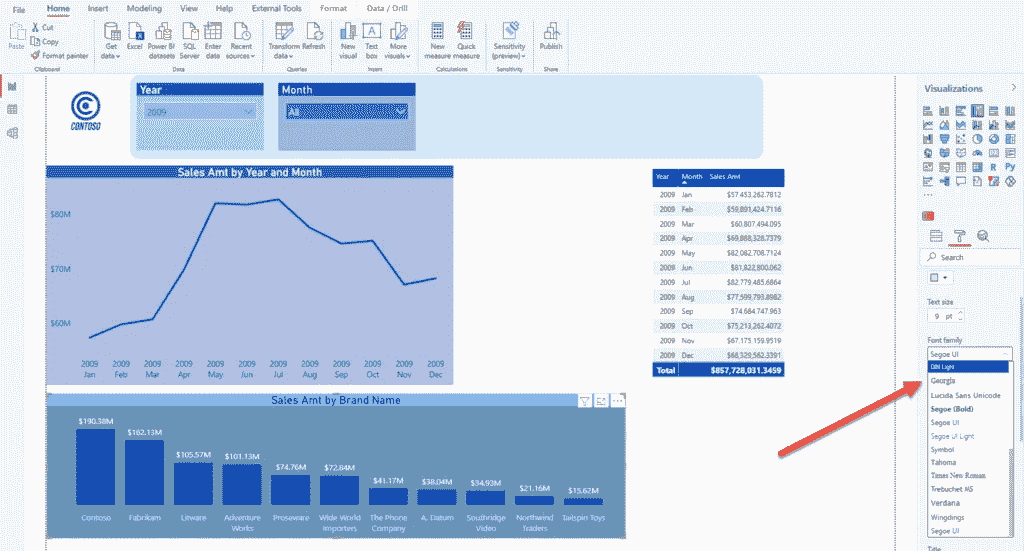 File Home Insert Modeling View Help External Tools Format Data / Drill
Paste
Cut
Copy
Format painter
Clipboard
Get data
Excel
Power BI datasets
SQL Server
Enter data
Recent sources
Data
Transform data
Refresh
Queries
New visual
Text box
More visuals
Insert
New measure
Quick measure
Calculations
Sensitivity (preview)
Sensitivity
Publish
Share
CONTOSO
Year
2009
Month
All
Sales Amt by Year and Month
$80M
$70M
$60M
2009 2009 2009 2009 2009 2009 2009 2009 2009 2009 2009 2009
Jan Feb Mar Apr May Jun Jul Aug Sep Oct Nov Dec
Year Month Sales Amt
2009 Jan $57,453,262.7812
2009 Feb $59,891,424.7116
2009 Mar $60,807,494.095
2009 Apr $69,888,328.7379
2009 May $82,082,708.7124
2009 Jun $81,822,800.062
2009 Jul $82,779,485.6864
2009 Aug $77,599,793.8982
2009 Sep $74,684,747.963
2009 Oct $75,213,262.4072
2009 Nov $67,175,159.9519
2009 Dec $68,329,562.3391
Total $857,728,031.3459
Sales Amt by Brand Name
$190.38M
$162.13M
$105.57M
$101.13M
$74.76M
$72.84M
$41.17M
$38.04M
$34.93M
$21.16M
$15.62M
Contoso Fabrikam Litware Adventure Proseware Wide World The Phone A. Datum Southridge Northwind Tailspin Toys
Works Importers Company Video Traders
Visualizations
R Py
Search
Text size
9 pt
Font family
Segoe UI
DIN Light
Georgia
Lucida Sans Unicode
Segoe (Bold)
Segoe UI
Segoe UI Light
Symbol
Tahoma
Times New Roman
Trebuchet MS
Verdana
Wingdings
Segoe UI
Title